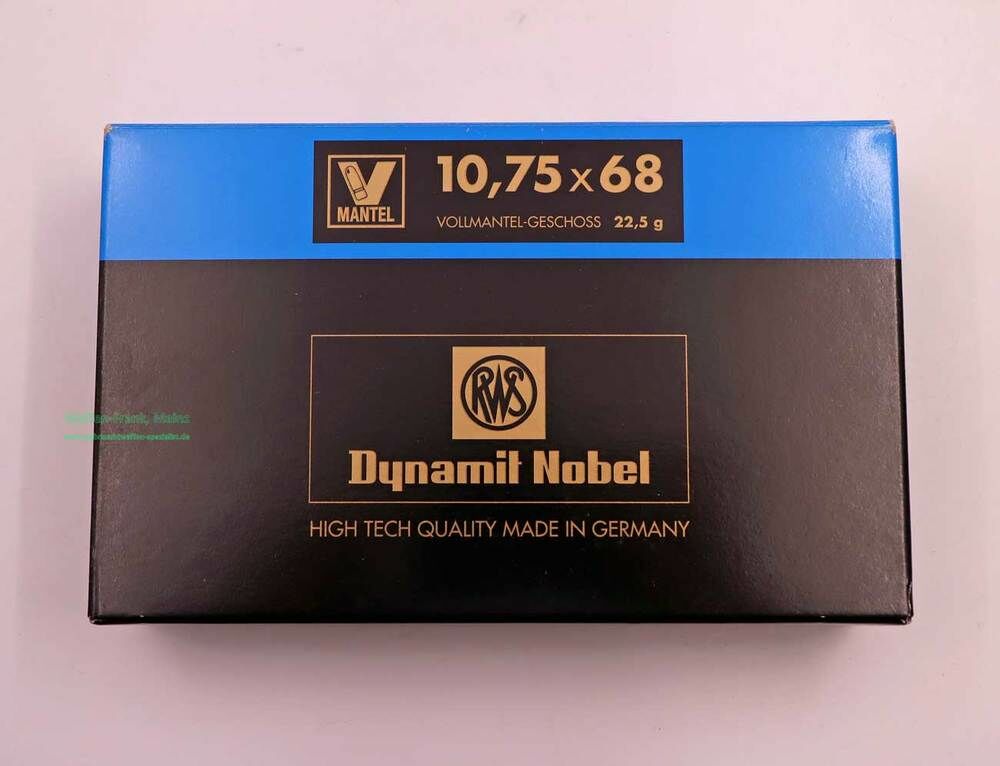 V
MANTEL
10,75 x 68
VOLLMANTEL-GESCHOSS 22,5 g
RWS
Dynamit Nobel
HIGH TECH QUALITY MADE IN GERMANY